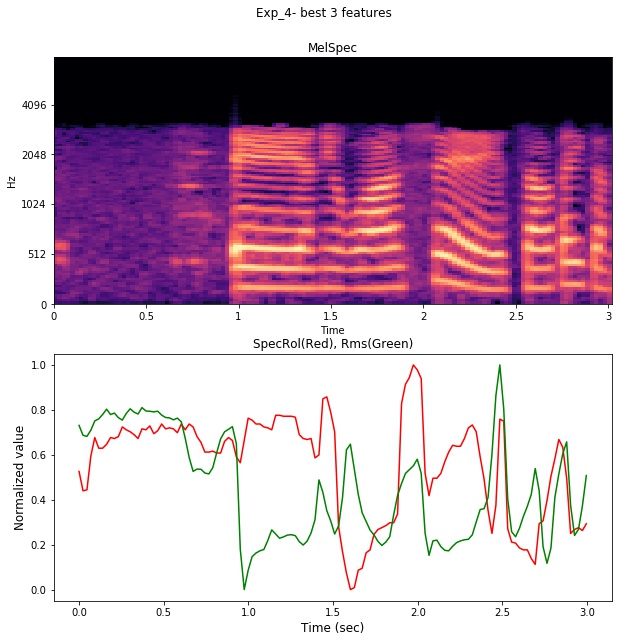 Exp_4- best 3 features
MelSpec
4096
2048
1024
512
0
Hz
0 0.5 1 1.5 2 2.5 3
Time
SpecRol(Red), Rms(Green)
1.0
0.8
0.6
0.4
0.2
0.0
Normalized value
0.0 0.5 1.0 1.5 2.0 2.5 3.0
Time (sec)